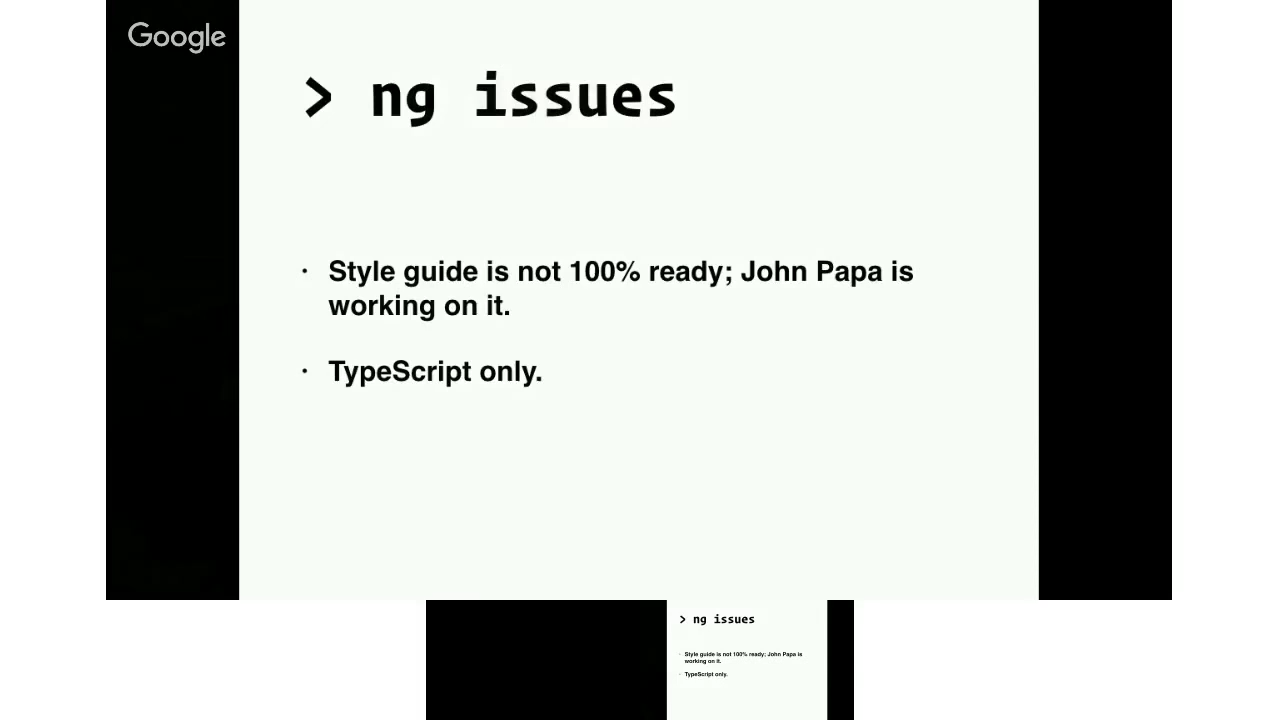 Google
> ng issues
· Style guide is not 100% ready; John Papa is
working on it.
· TypeScript only.
> ng issues
· Style guide is not 100% ready; John Papa is
working on it.
· TypeScript only.